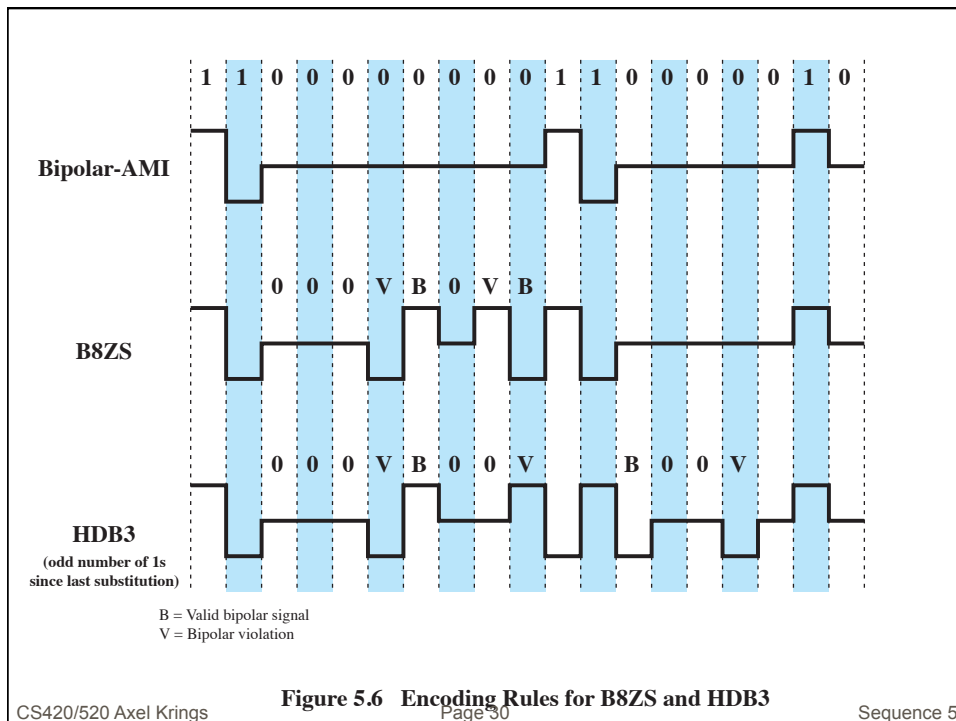 1 1 0 0 0 0 0 0 0 0 1 1 0 0 0 0 0 1 0
Bipolar-AMI
0 0 0 V B 0 V B
B8ZS
0 0 0 V B 0 0 V B 0 0 V
HDB3
(odd number of 1s
since last substitution)
B = Valid bipolar signal
V = Bipolar violation
Figure 5.6 Encoding Rules for B8ZS and HDB3
CS420/520 Axel Krings Page 30 Sequence 5